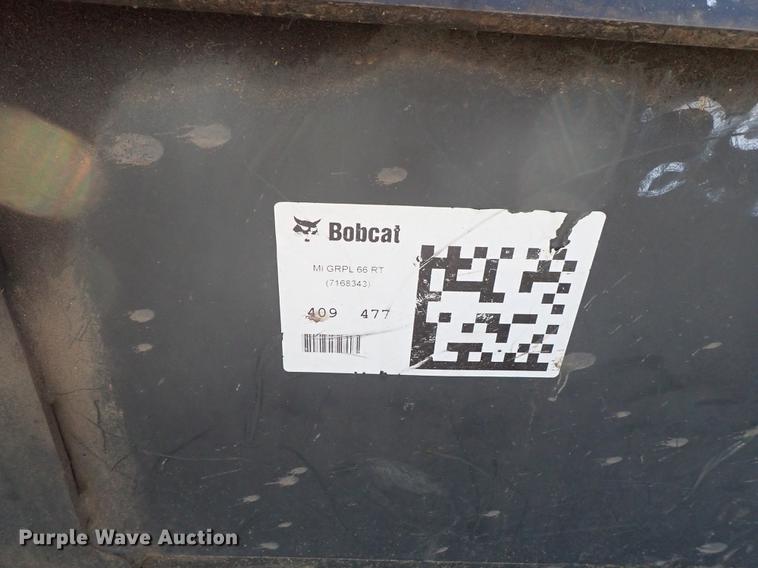 Bobcat
MI GRPL 66 RT
(7168343)
409 477
Purple Wave Auction